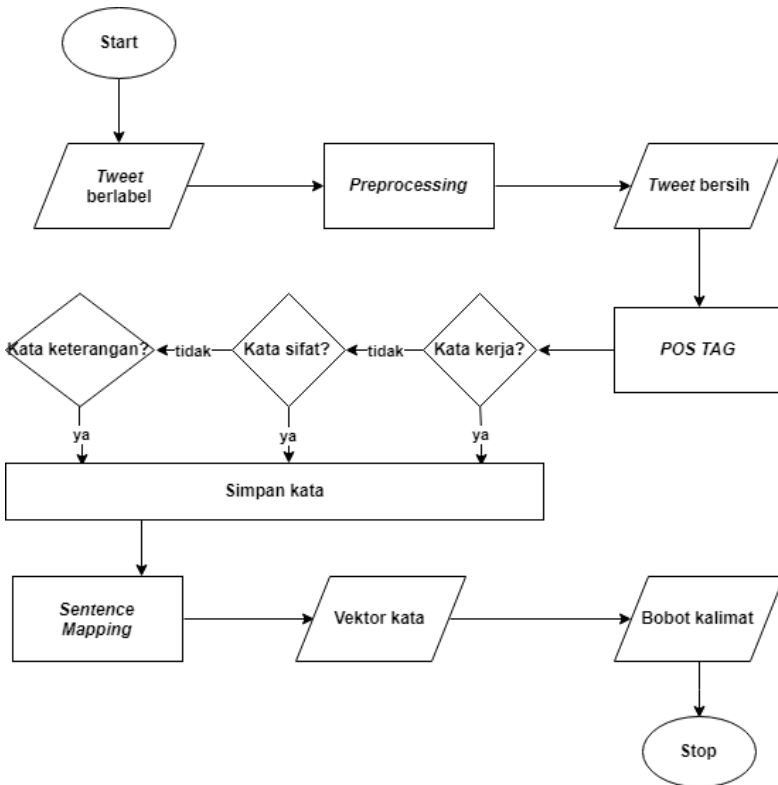 Start
Tweet
berlabel
Preprocessing
Tweet bersih
POS TAG
Kata kerja?
tidak
Kata sifat?
tidak
Kata keterangan?
ya
ya
ya
Simpan kata
Sentence
Mapping
Vektor kata
Bobot kalimat
Stop